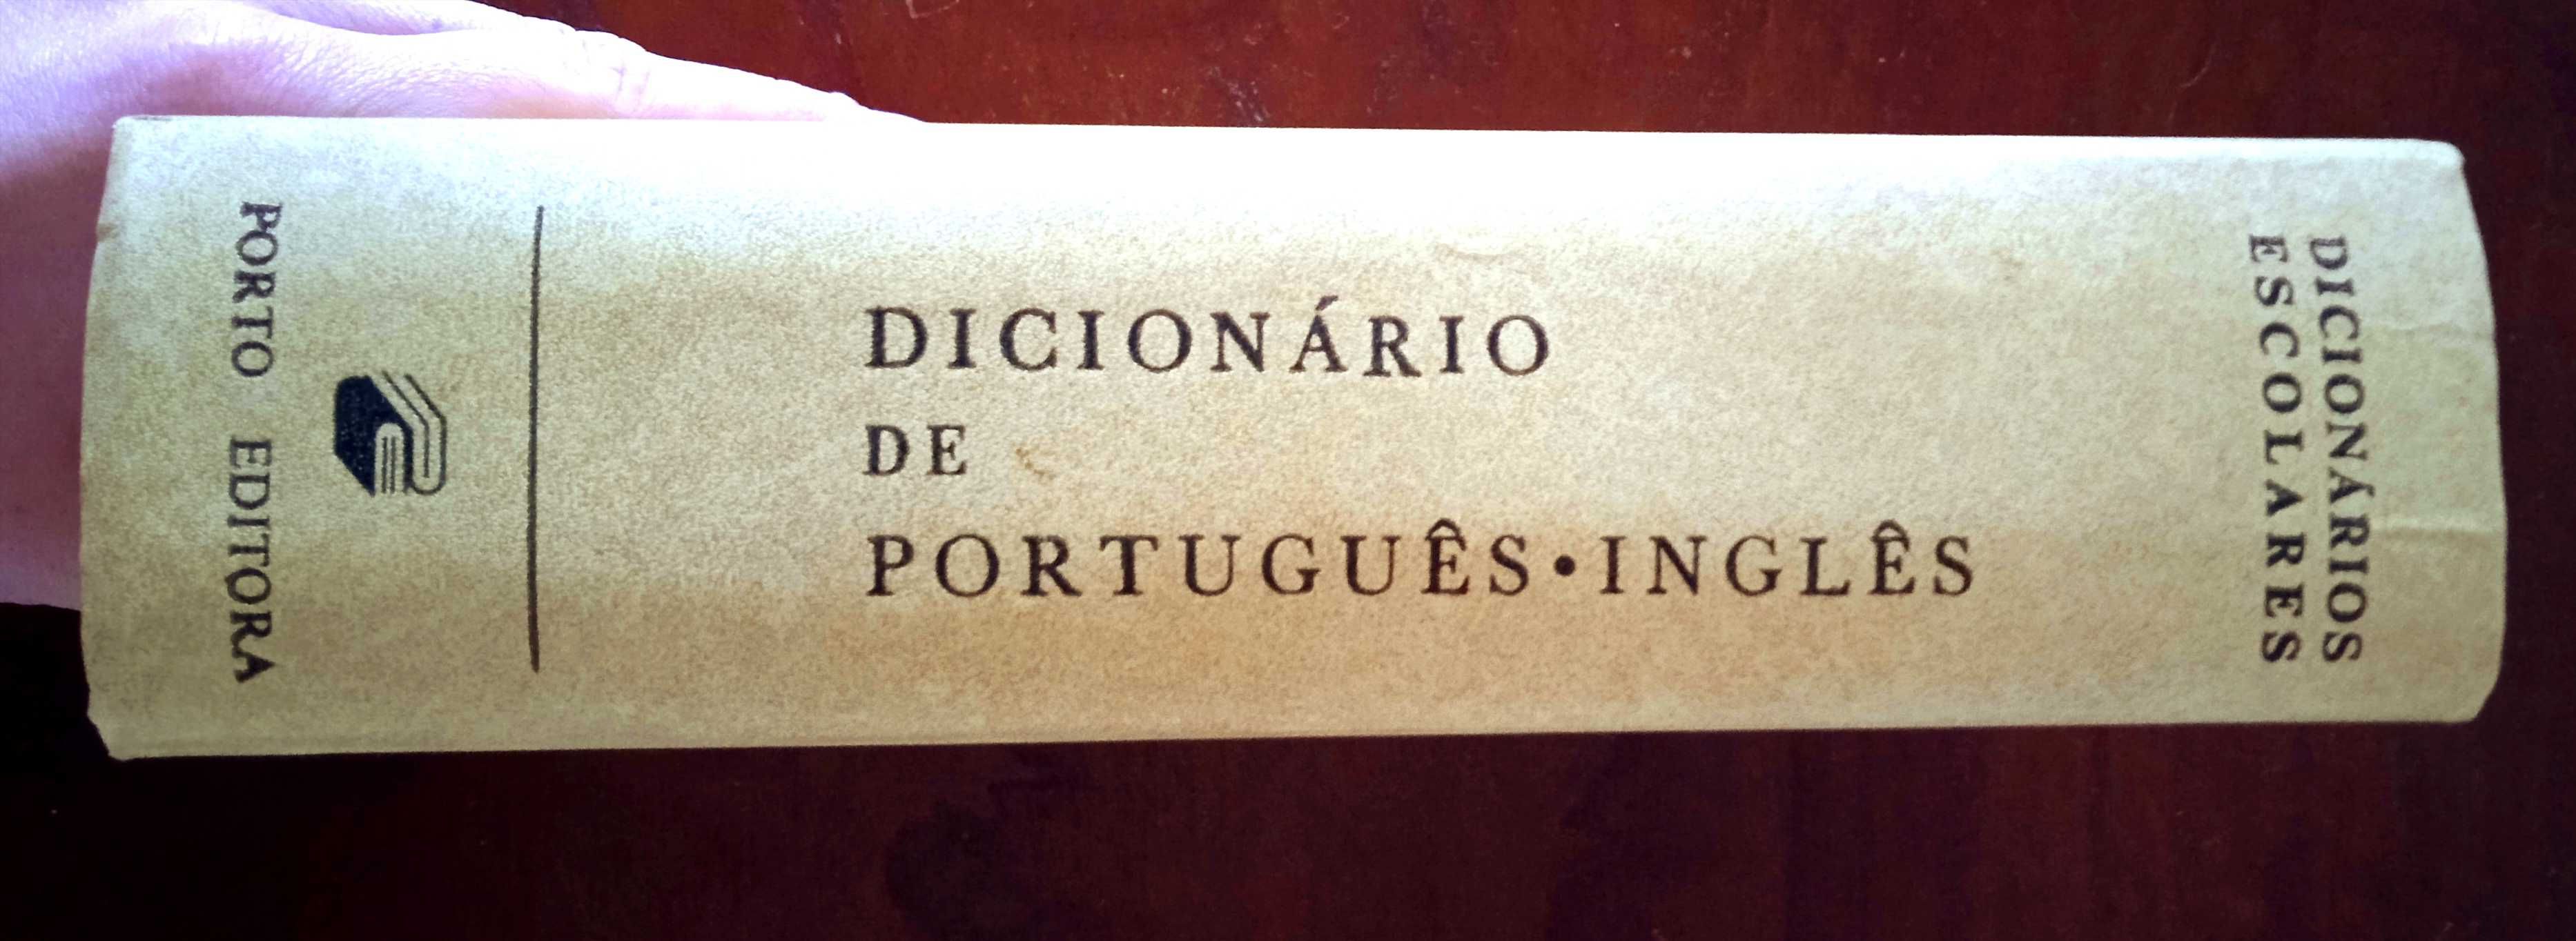 DICIONÁRIOS
ESCOLARES
DICIONÁRIO
DE
PORTUGUÊS•INGLÊS
PORTO EDITORA